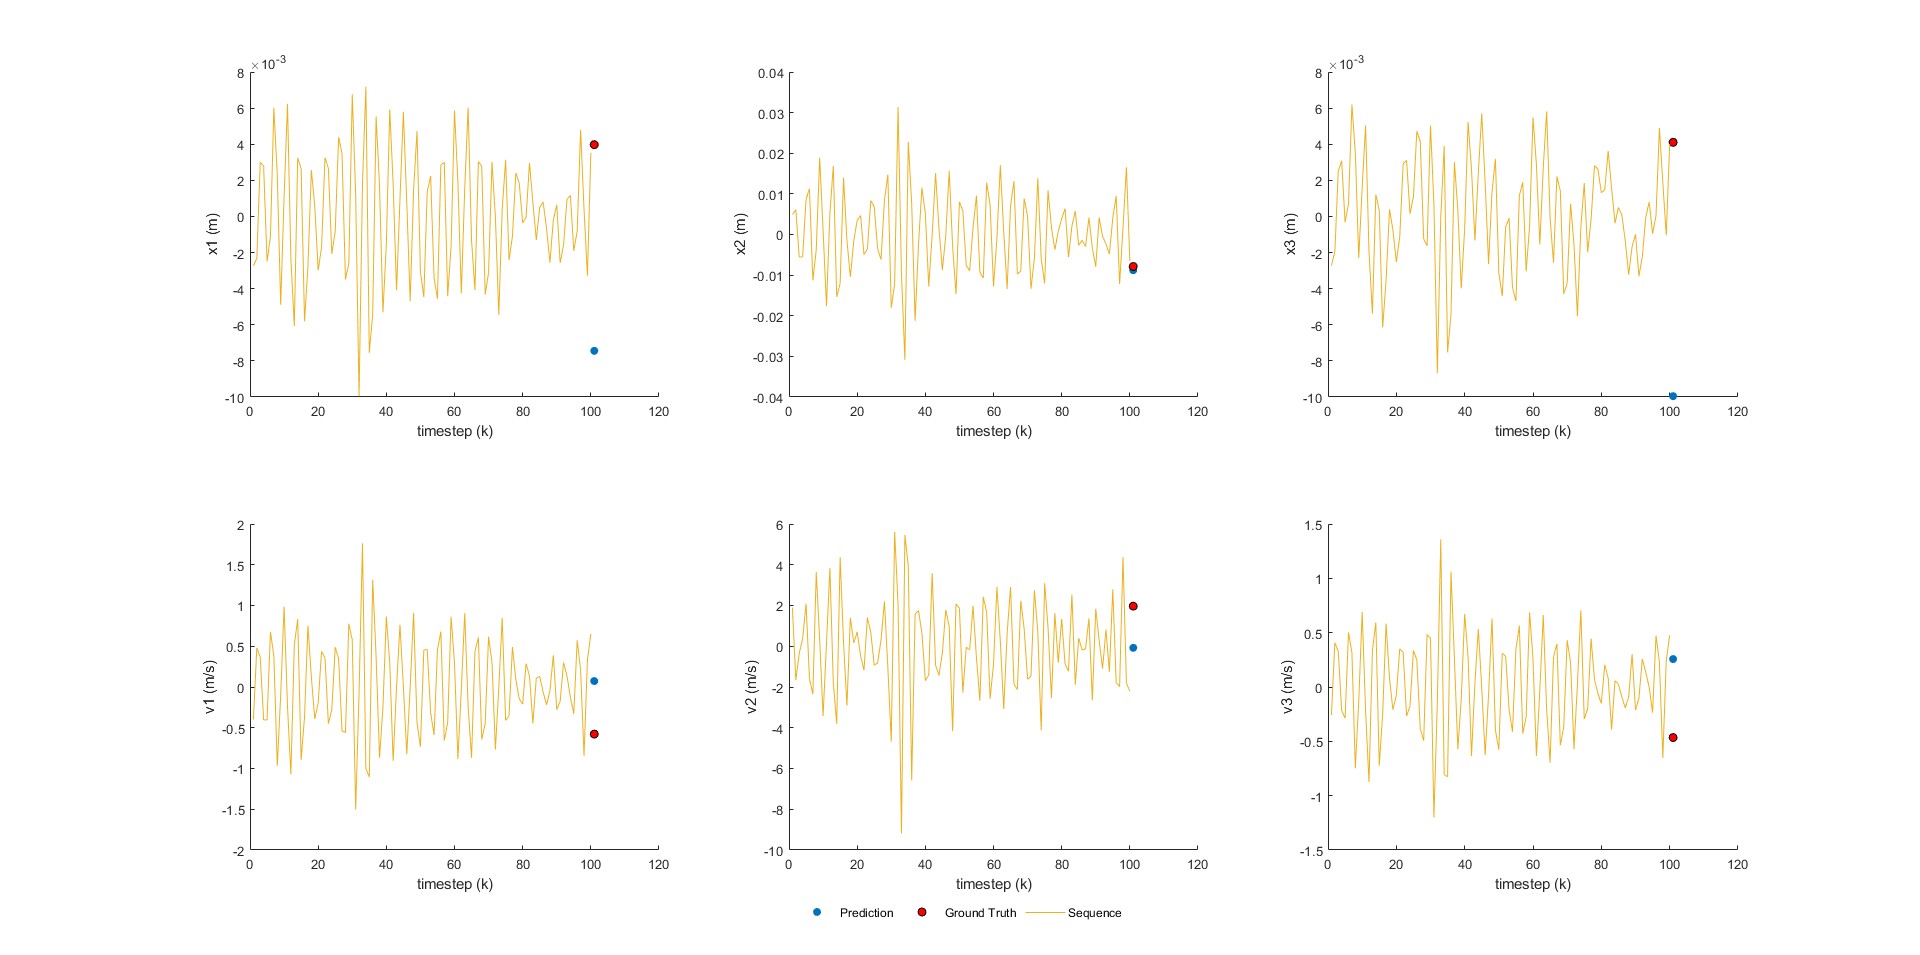 ×10-3
8
6
4
2
0
-2
-4
-6
-8
-10
0 20 40 60 80 100 120
x1 (m)
timestep (k)
0.04
0.03
0.02
0.01
0
-0.01
-0.02
-0.03
-0.04
0 20 40 60 80 100 120
x2 (m)
timestep (k)
×10-3
8
6
4
2
0
-2
-4
-6
-8
-10
0 20 40 60 80 100 120
x3 (m)
timestep (k)
2
1.5
1
0.5
0
-0.5
-1
-1.5
-2
0 20 40 60 80 100 120
v1 (m/s)
timestep (k)
6
4
2
0
-2
-4
-6
-8
-10
0 20 40 60 80 100 120
v2 (m/s)
timestep (k)
1.5
1
0.5
0
-0.5
-1
-1.5
0 20 40 60 80 100 120
v3 (m/s)
timestep (k)
Prediction Ground Truth Sequence